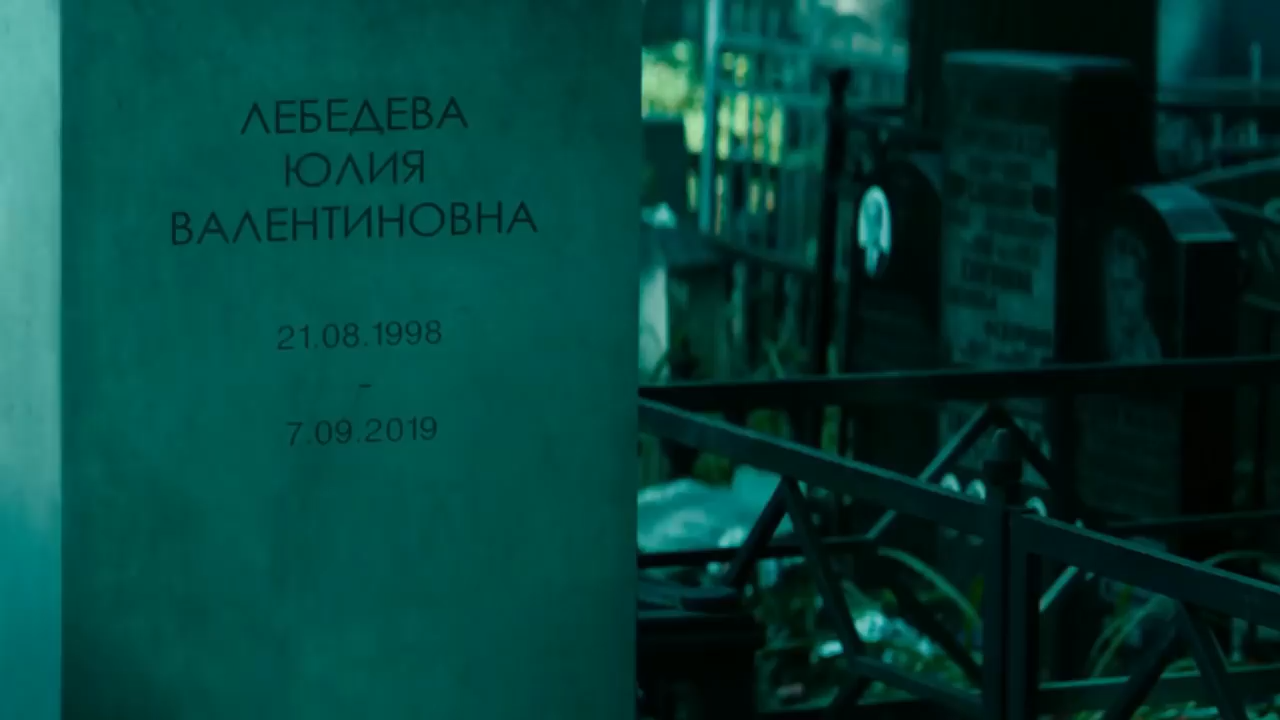 ЛЕБЕДЕВА
ЮЛИЯ
ВАЛЕНТИНОВНА
21.08.1998
-
7.09.2019